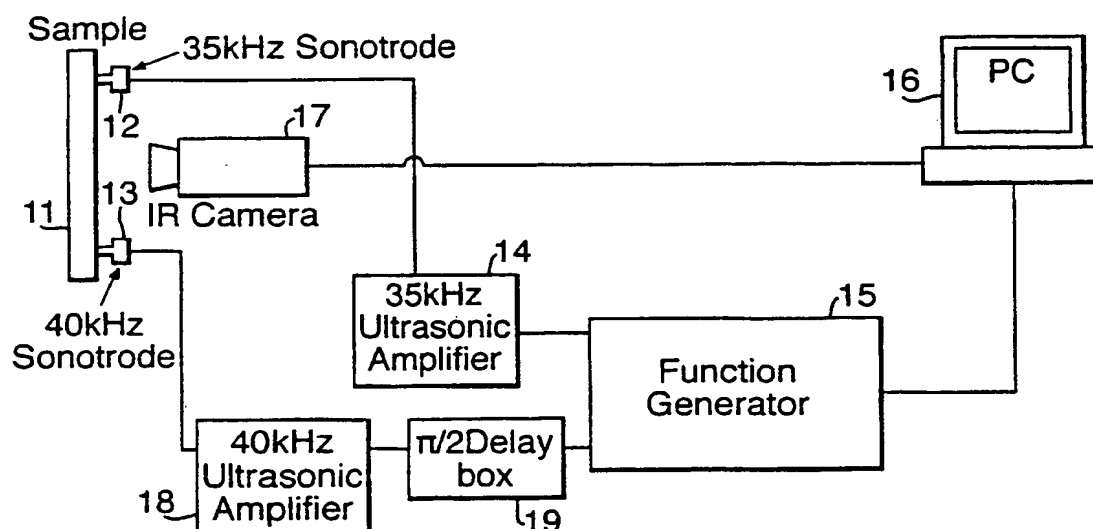 Sample
35kHz Sonotrode
12
17
16
PC
11
13
IR Camera
40kHz
Sonotrode
14
35kHz
Ultrasonic
Amplifier
15
Function
Generator
40kHz
Ultrasonic
Amplifier
18
π/2Delay
box
19